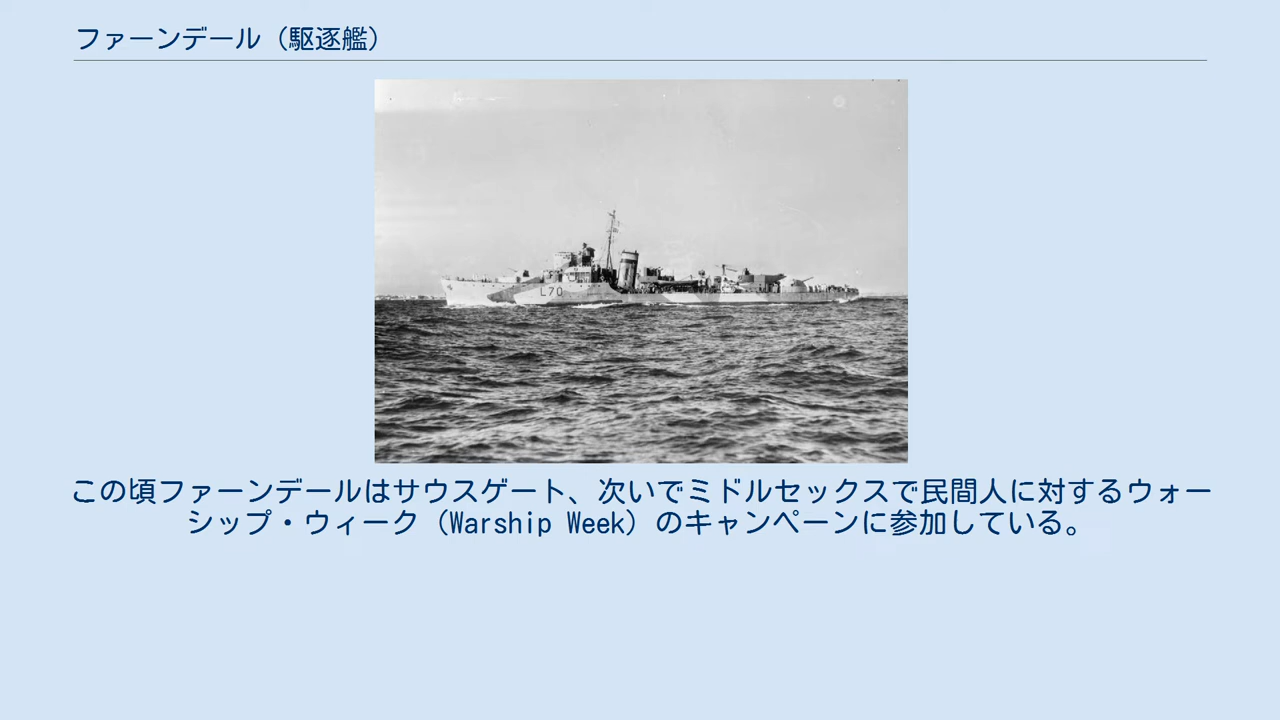 ファーンデール（駆逐艦）
L70
この頃ファーンデールはサウスゲート、次いでミドルセックスで民間人に対するウォー
シップ・ウィーク（Warship Week）のキャンペーンに参加している。